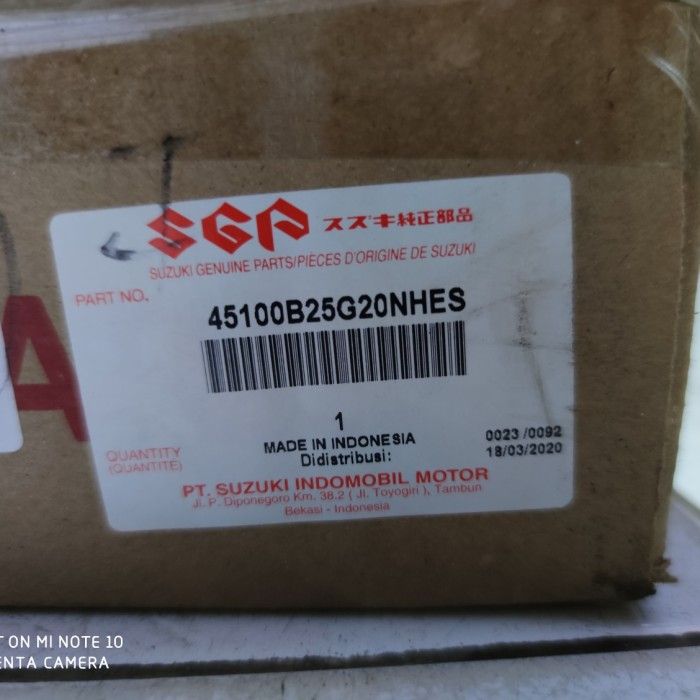 SGP スズキ純正部品
SUZUKI GENUINE PARTS/PIÈCES D'ORIGINE DE SUZUKI
PART NO.
45100B25G20NHES
1
MADE IN INDONESIA
Didistribusi:
QUANTITY
(QUANTITÉ)
0023 /0092
18/03/2020
PT. SUZUKI INDOMOBIL MOTOR
Jl. P. Diponegoro Km. 38.2 ( Jl. Toyogiri ), Tambun
Bekasi - Indonesia
A
ON MI NOTE 10
CAMERA